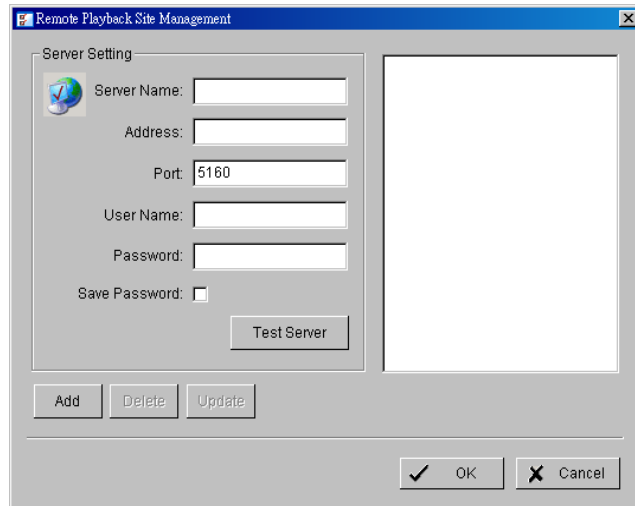 Remote Playback Site Management
Server Setting
Server Name:
Address:
Port: 5160
User Name:
Password:
Save Password:
Test Server
Add Delete Update
OK Cancel